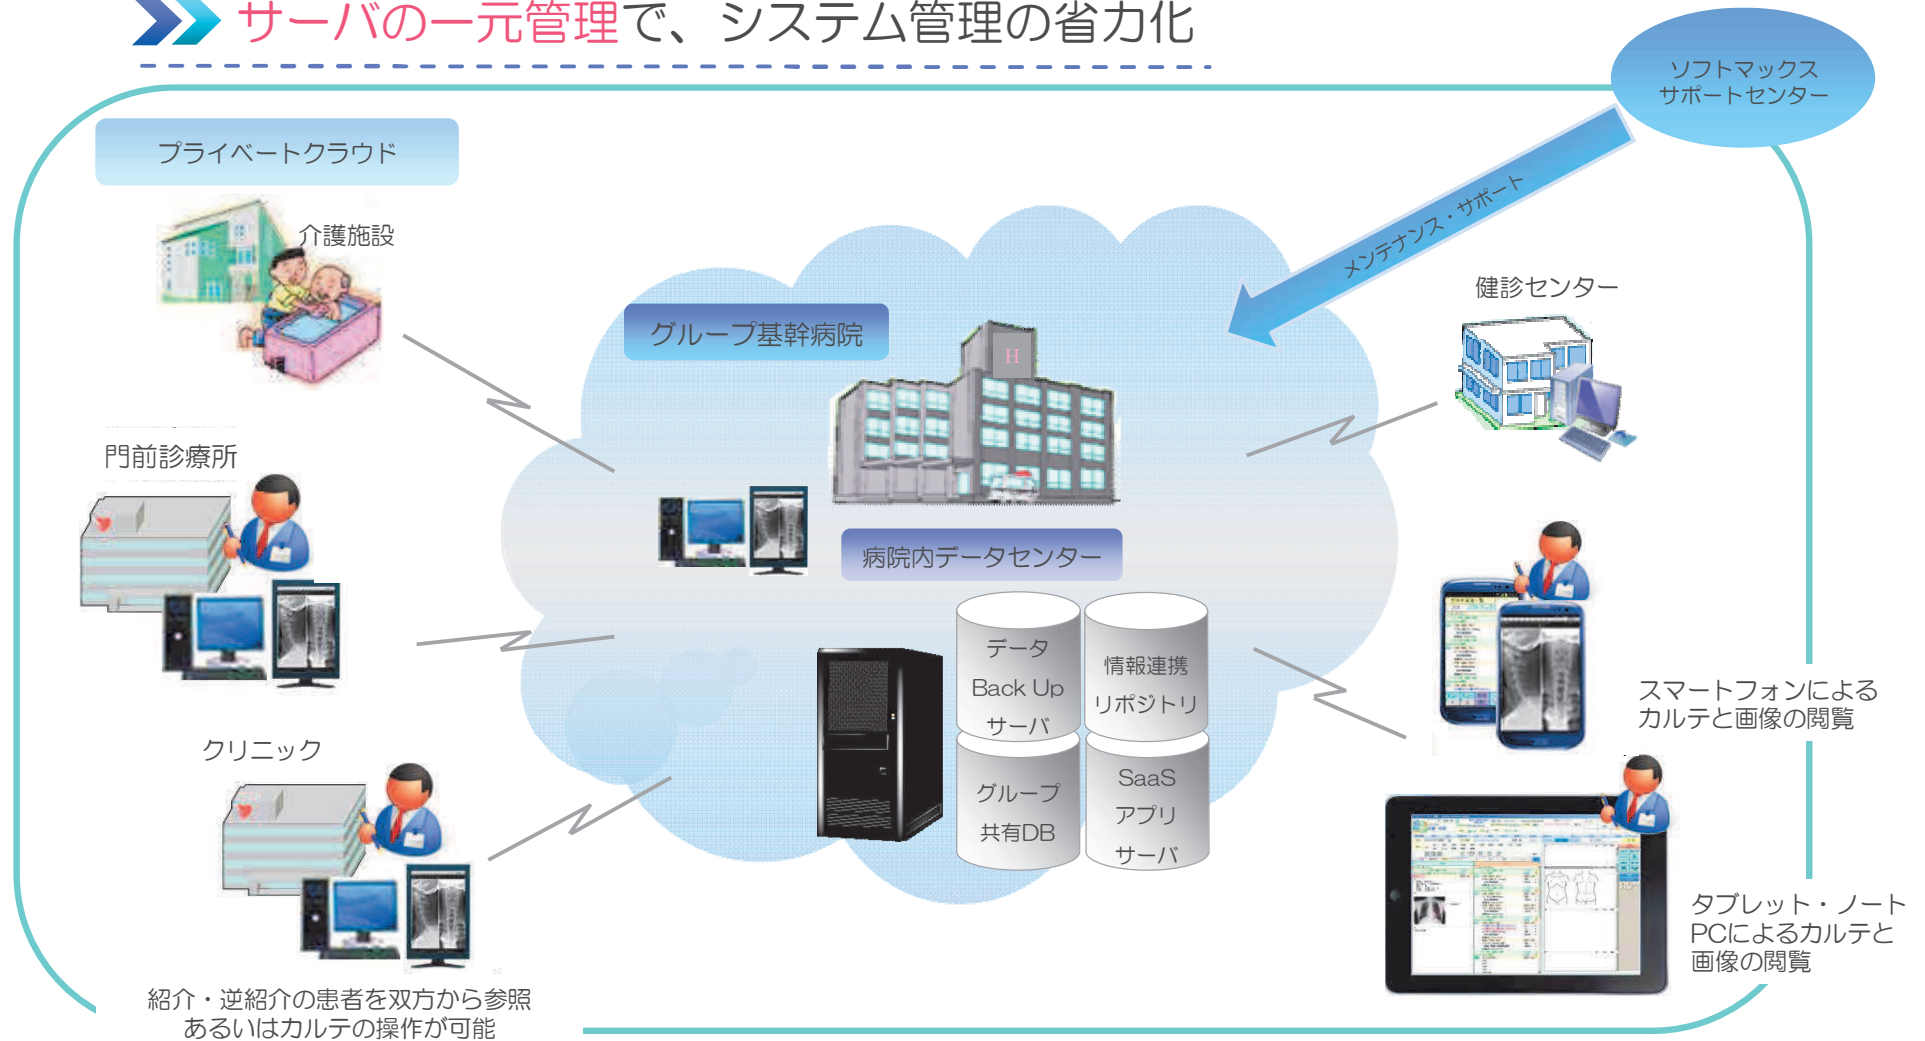 サーバの一元管理で、システム管理の省力化
ソフトマックス
サポートセンター
プライベートクラウド
メンテナンス・サポート
介護施設
健診センター
グループ基幹病院
H
門前診療所
病院内データセンター
データ
Back Up
サーバ
情報連携
リポジトリ
スマートフォンによる
カルテと画像の閲覧
クリニック
グループ
共有DB
SaaS
アプリ
サーバ
タブレット・ノート
PCによるカルテと
画像の閲覧
紹介・逆紹介の患者を双方から参照
あるいはカルテの操作が可能